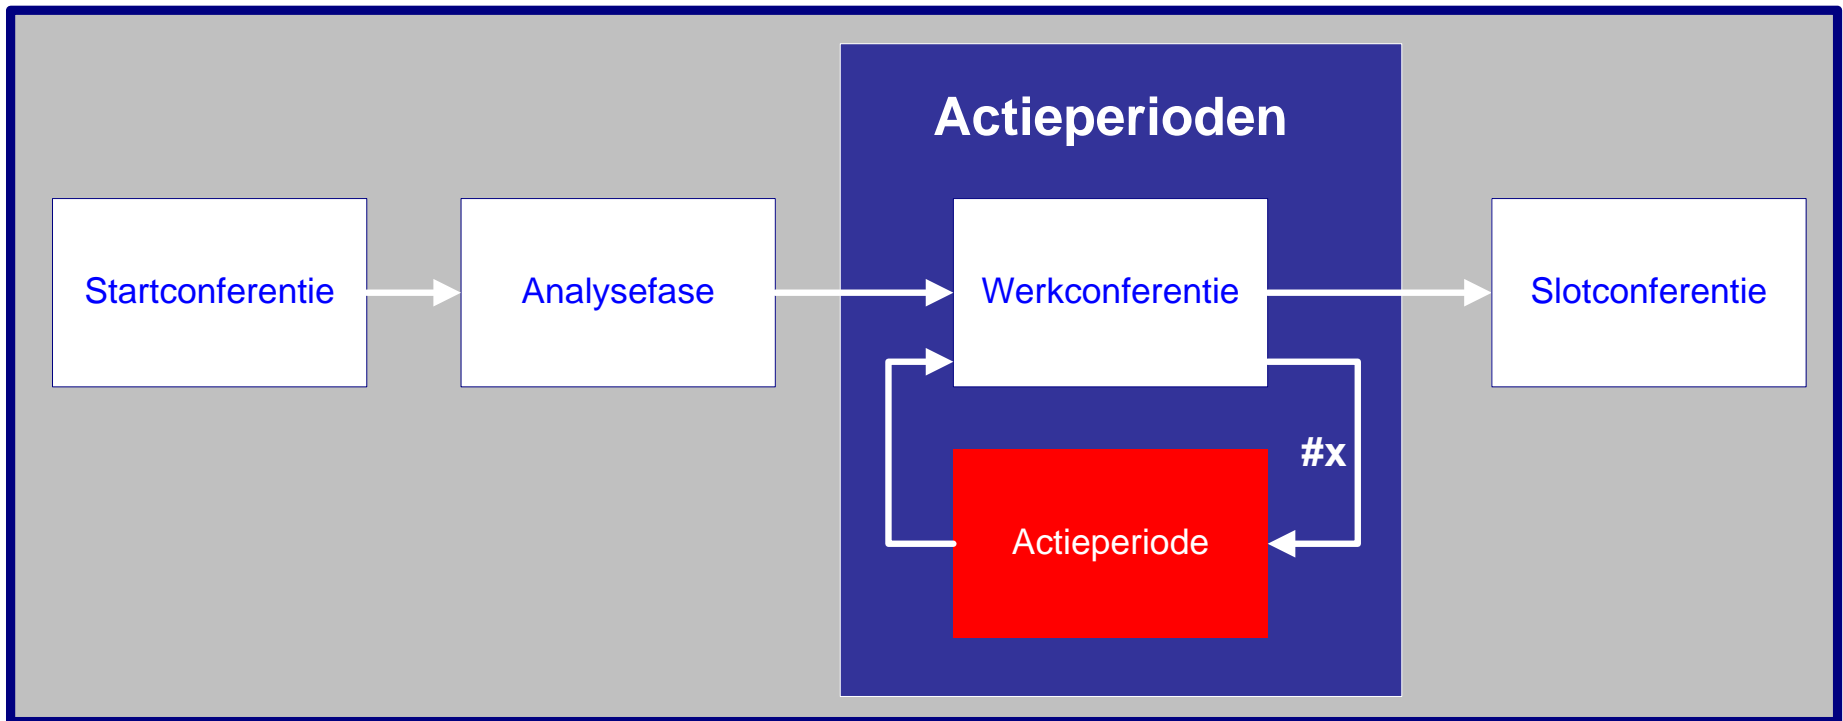 Actieperioden
Startconferentie
Analysefase
Werkconferentie
Slotconferentie
#x
Actieperiode